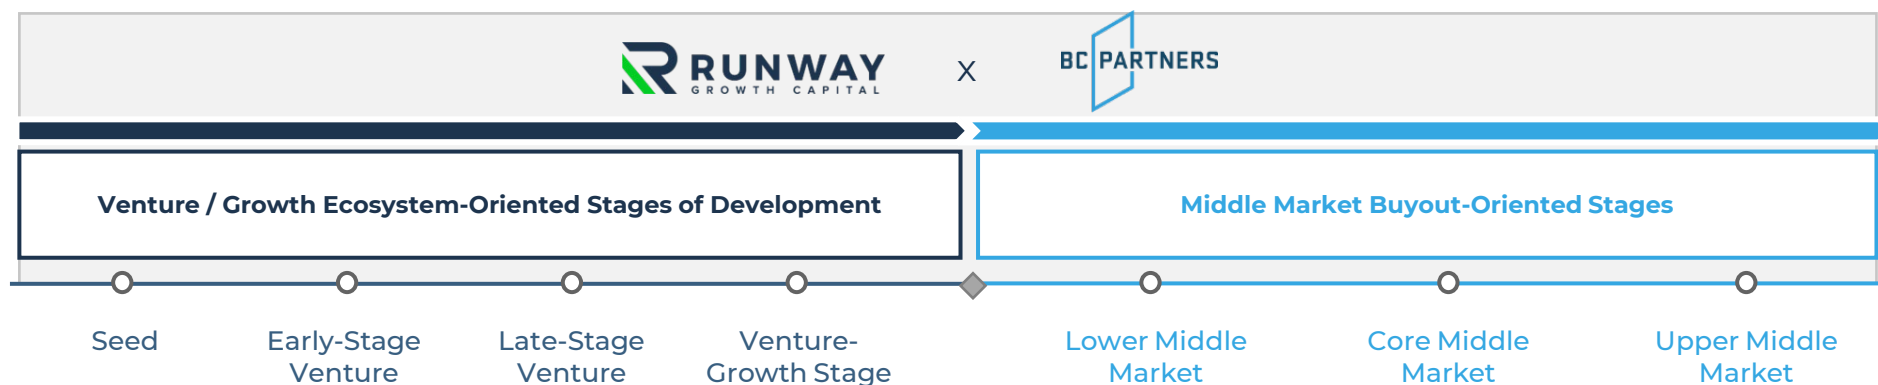 RUNWAY
GROWTH CAPITAL
X
BC PARTNERS
Venture / Growth Ecosystem-Oriented Stages of Development
Middle Market Buyout-Oriented Stages
Seed
Early-Stage
Venture
Late-Stage
Venture
Venture-
Growth Stage
Lower Middle
Market
Core Middle
Market
Upper Middle
Market